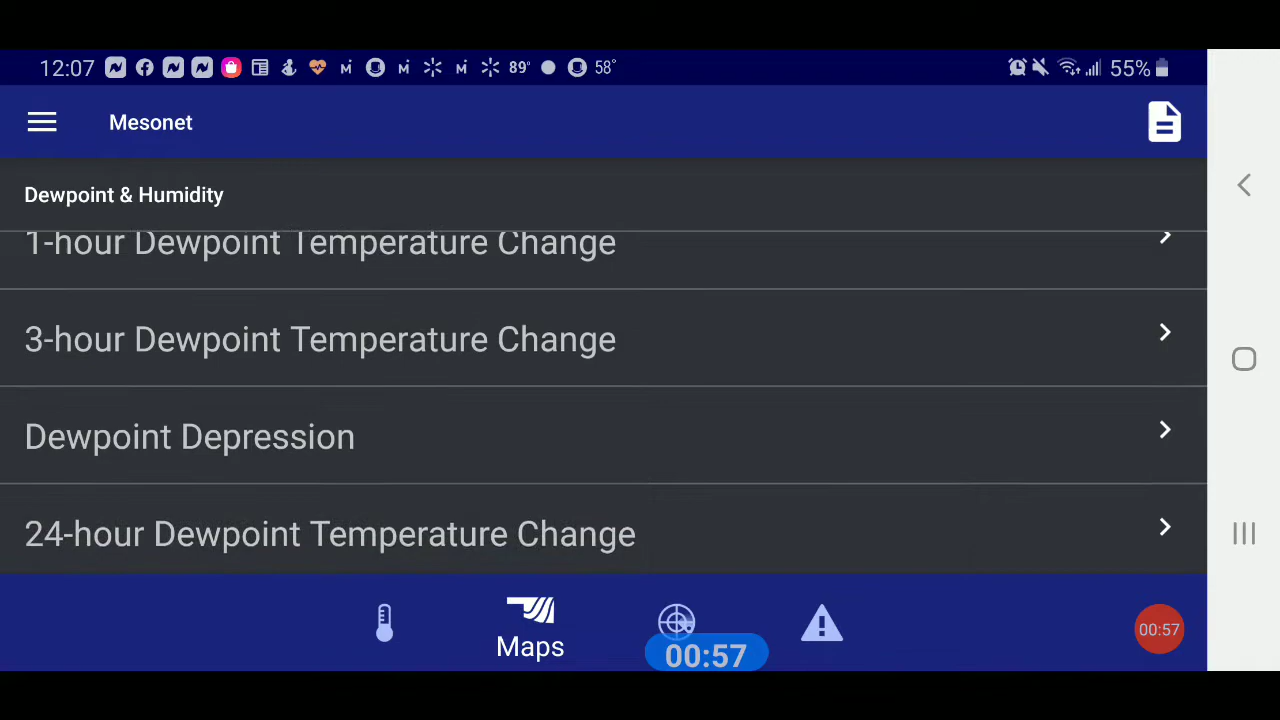 12:07 89° 58° 55%
Mesonet
Dewpoint & Humidity
1-hour Dewpoint Temperature Change
3-hour Dewpoint Temperature Change
Dewpoint Depression
24-hour Dewpoint Temperature Change
Maps
00:57
00:57